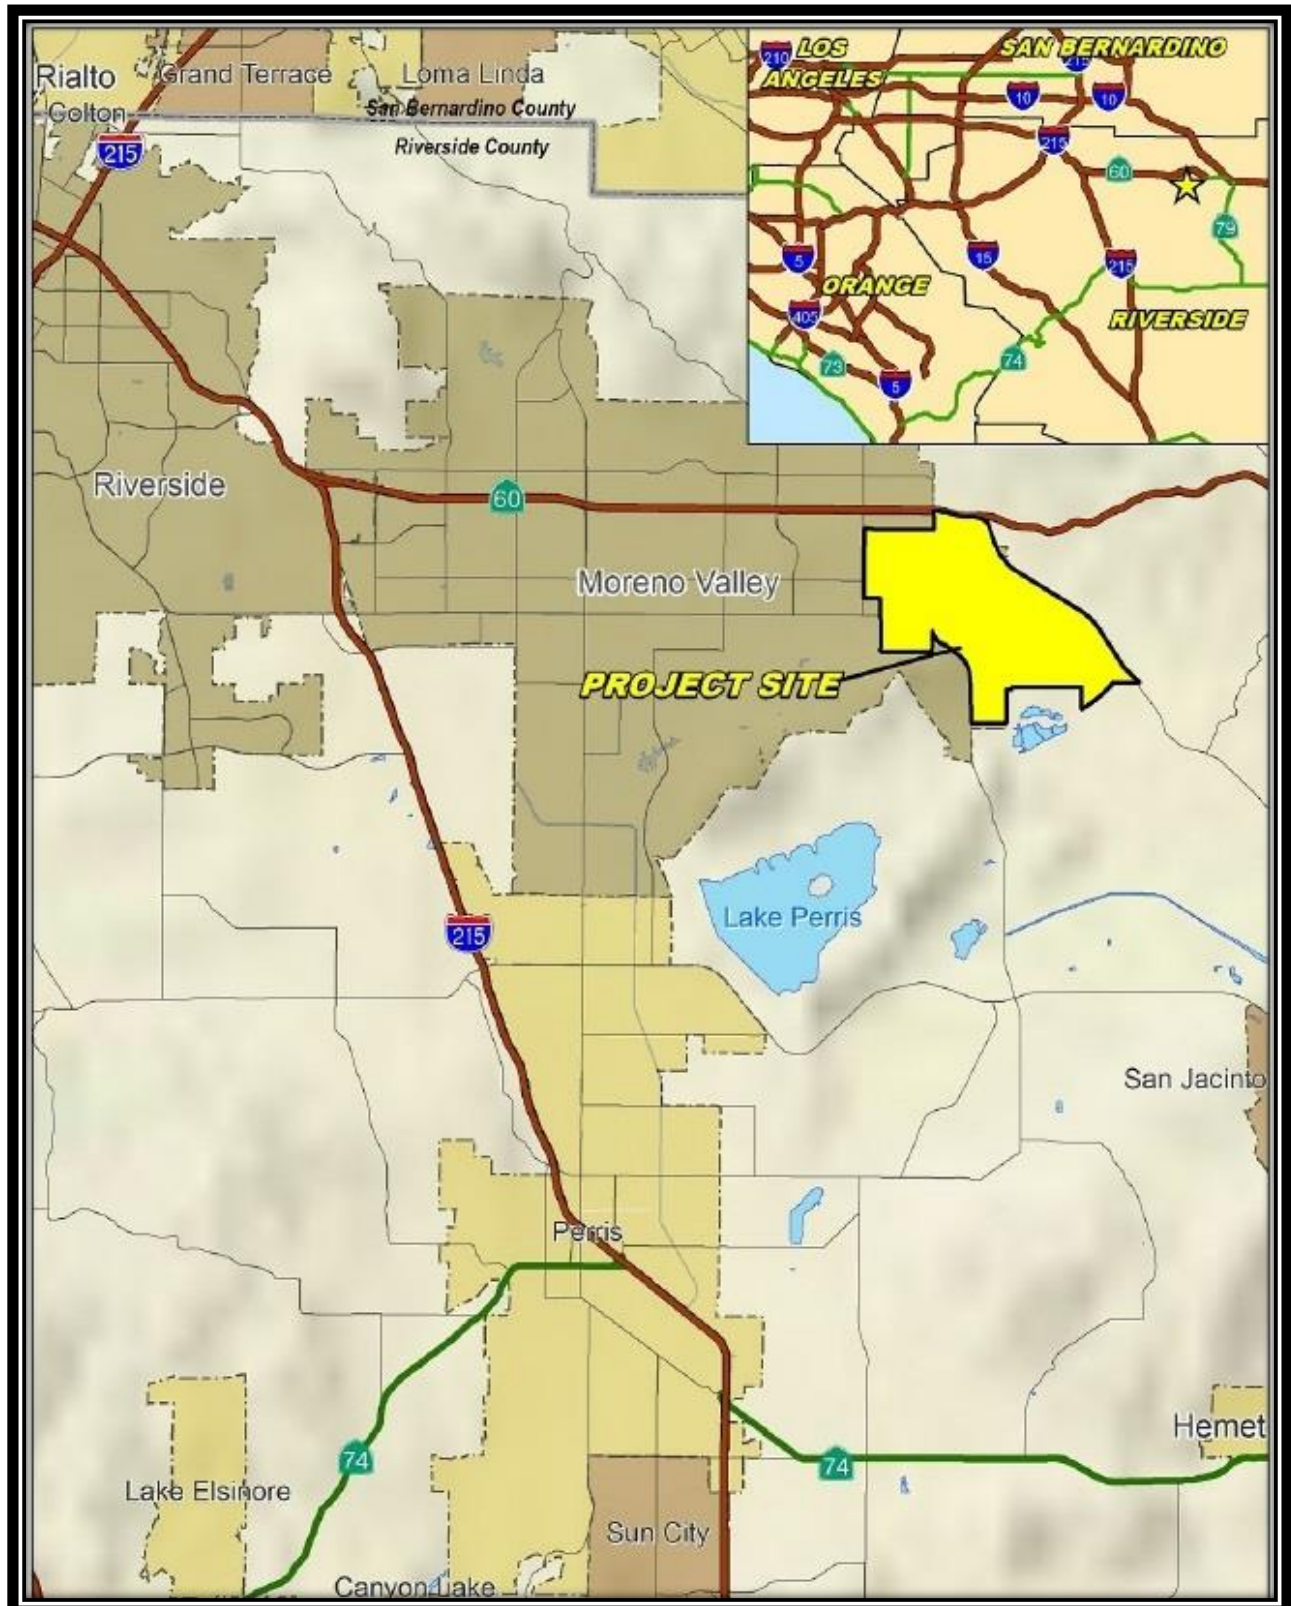 Rialto
Grand Terrace
Loma Linda
Colton
San Bernardino County
Riverside County
215
LOS
ANGELES
SAN BERNARDINO
210
215
10
10
215
60
79
5
15
215
ORANGE
405
RIVERSIDE
73
74
5
Riverside
60
Moreno Valley
PROJECT SITE
Lake Perris
215
San Jacinto
Perris
Hemet
74
74
Lake Elsinore
Sun City
Canyon Lake